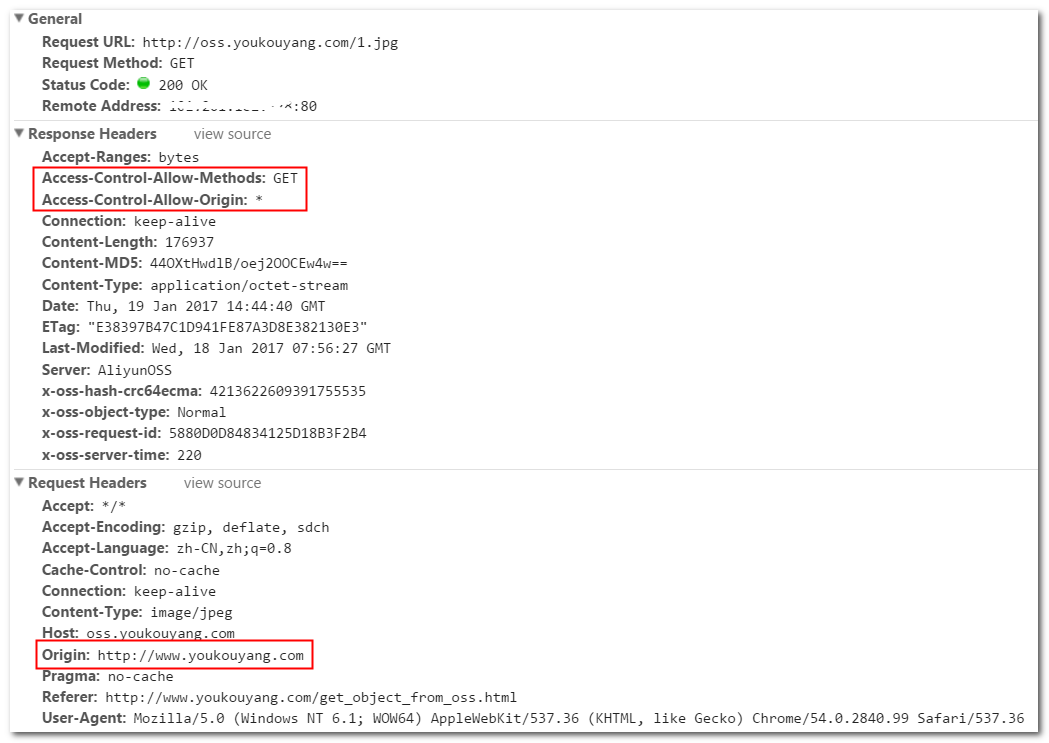 General
Request URL: http://oss.youkouyang.com/1.jpg
Request Method: GET
Status Code: 200 OK
Remote Address: :80
Response Headers view source
Accept-Ranges: bytes
Access-Control-Allow-Methods: GET
Access-Control-Allow-Origin: *
Connection: keep-alive
Content-Length: 176937
Content-MD5: 44OXtHwdlB/oej2OOCEw4w==
Content-Type: application/octet-stream
Date: Thu, 19 Jan 2017 14:44:40 GMT
ETag: "E38397B47C1D941FE87A3D8E382130E3"
Last-Modified: Wed, 18 Jan 2017 07:56:27 GMT
Server: AliyunOSS
x-oss-hash-crc64ecma: 4213622609391755535
x-oss-object-type: Normal
x-oss-request-id: 5880D0D84834125D18B3F2B4
x-oss-server-time: 220
Request Headers view source
Accept: */*
Accept-Encoding: gzip, deflate, sdch
Accept-Language: zh-CN,zh;q=0.8
Cache-Control: no-cache
Connection: keep-alive
Content-Type: image/jpeg
Host: oss.youkouyang.com
Origin: http://www.youkouyang.com
Pragma: no-cache
Referer: http://www.youkouyang.com/get_object_from_oss.html
User-Agent: Mozilla/5.0 (Windows NT 6.1; WOW64) AppleWebKit/537.36 (KHTML, like Gecko) Chrome/54.0.2840.99 Safari/537.36